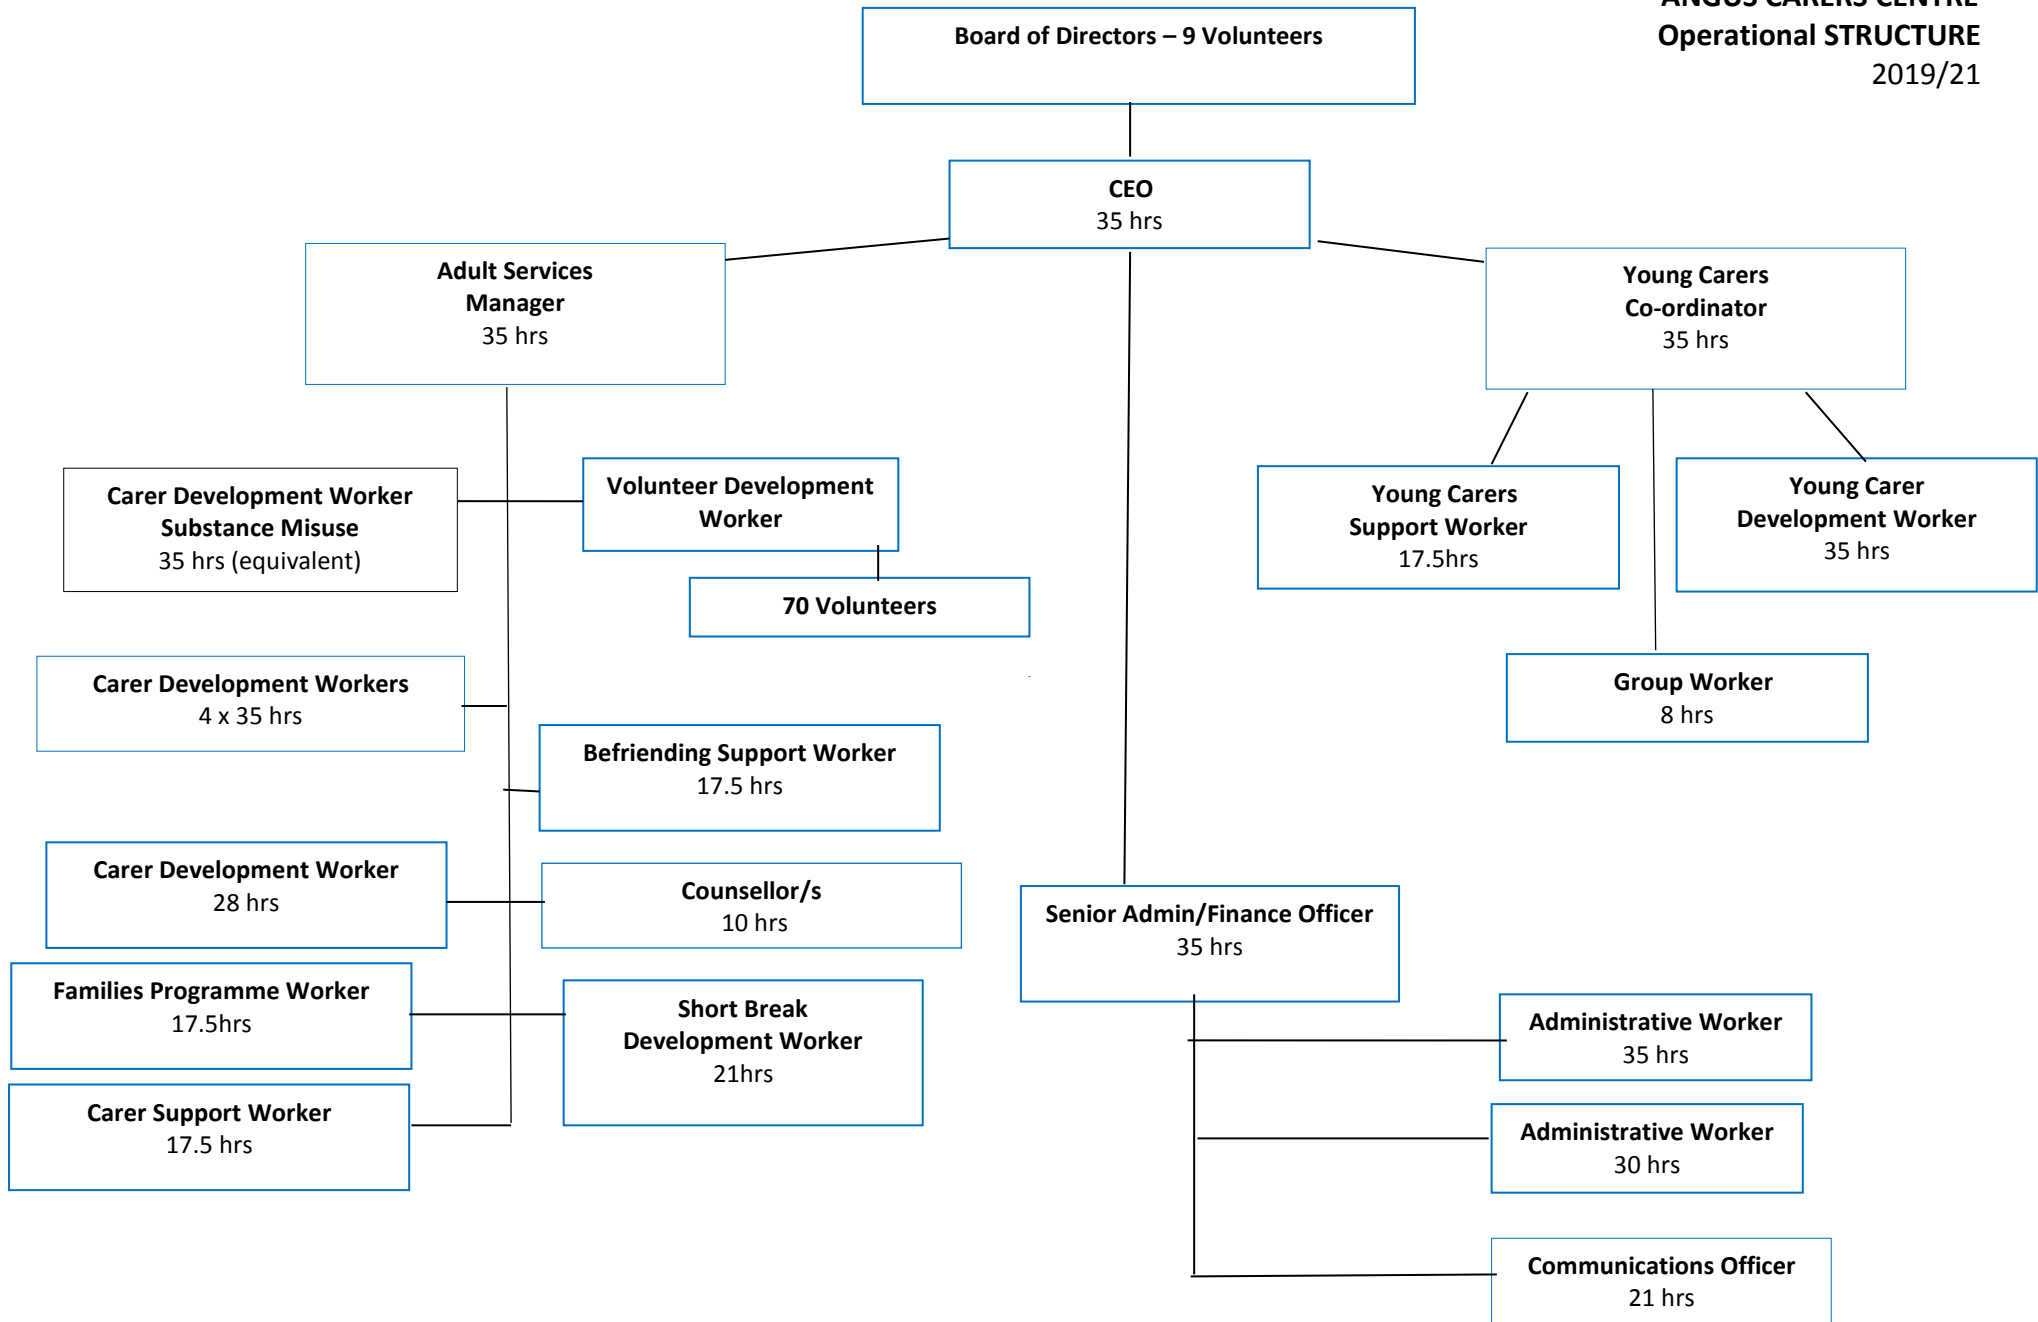 ANGUS CARERS CENTRE
Operational STRUCTURE
2019/21
Board of Directors – 9 Volunteers
CEO
35 hrs
Adult Services
Manager
35 hrs
Young Carers
Co-ordinator
35 hrs
Carer Development Worker
Substance Misuse
35 hrs (equivalent)
Volunteer Development
Worker
70 Volunteers
Young Carers
Support Worker
17.5hrs
Young Carer
Development Worker
35 hrs
Carer Development Workers
4 x 35 hrs
Group Worker
8 hrs
Befriending Support Worker
17.5 hrs
Carer Development Worker
28 hrs
Counsellor/s
10 hrs
Senior Admin/Finance Officer
35 hrs
Families Programme Worker
17.5hrs
Short Break
Development Worker
21hrs
Administrative Worker
35 hrs
Carer Support Worker
17.5 hrs
Administrative Worker
30 hrs
Communications Officer
21 hrs